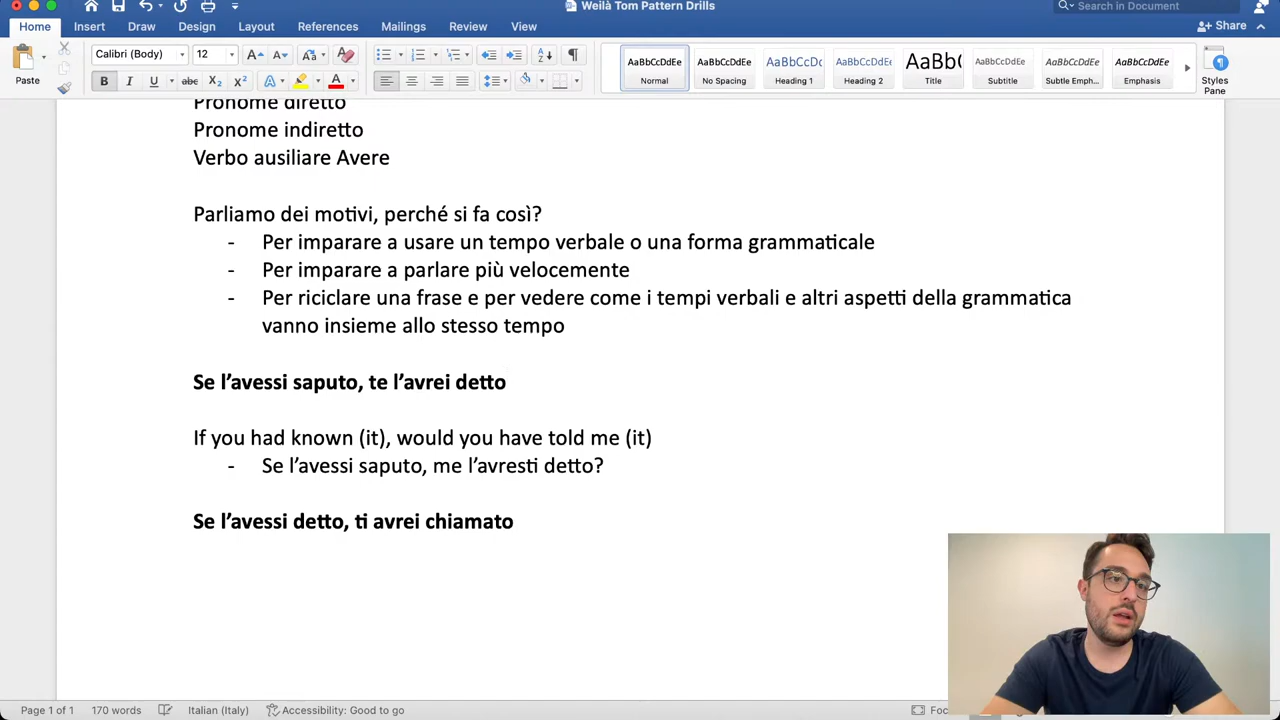 Weilà Tom Pattern Drills
Search in Document
Home Insert Draw Design Layout References Mailings Review View
Share
Paste
Calibri (Body) 12
AaBbCcDdEe AaBbCcDdEe AaBbCcDc AaBbCcDdEe AaBb( AaBbCcDdEe AaBbCcDdEe AaBbCcDdEe
Normal No Spacing Heading 1 Heading 2 Title Subtitle Subtle Emph... Emphasis
Styles
Pane
Pronome diretto
Pronome indiretto
Verbo ausiliare Avere
Parliamo dei motivi, perché si fa così?
- Per imparare a usare un tempo verbale o una forma grammaticale
- Per imparare a parlare più velocemente
- Per riciclare una frase e per vedere come i tempi verbali e altri aspetti della grammatica
vanno insieme allo stesso tempo
Se l’avessi saputo, te l’avrei detto
If you had known (it), would you have told me (it)
- Se l’avessi saputo, me l’avresti detto?
Se l’avessi detto, ti avrei chiamato
Page 1 of 1 170 words Italian (Italy) Accessibility: Good to go